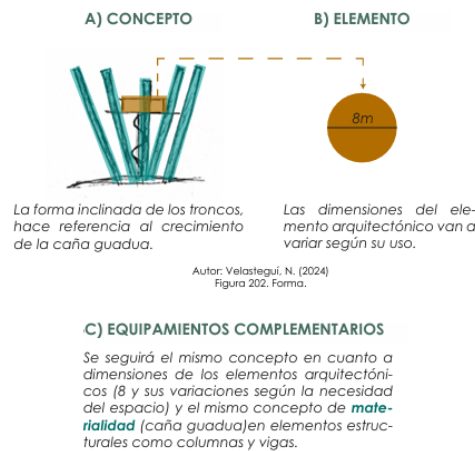 A) CONCEPTO
B) ELEMENTO
8m
La forma inclinada de los troncos,
hace referencia al crecimiento
de la caña guadua.
Las dimensiones del ele-
mento arquitectónico van a
variar según su uso.
Autor: Velasteguí, N. (2024)
Figura 202. Forma.
C) EQUIPAMIENTOS COMPLEMENTARIOS
Se seguirá el mismo concepto en cuanto a
dimensiones de los elementos arquitectóni-
cos (8 y sus variaciones según la necesidad
del espacio) y el mismo concepto de mate-
rialidad (caña guadua)en elementos estruc-
turales como columnas y vigas.